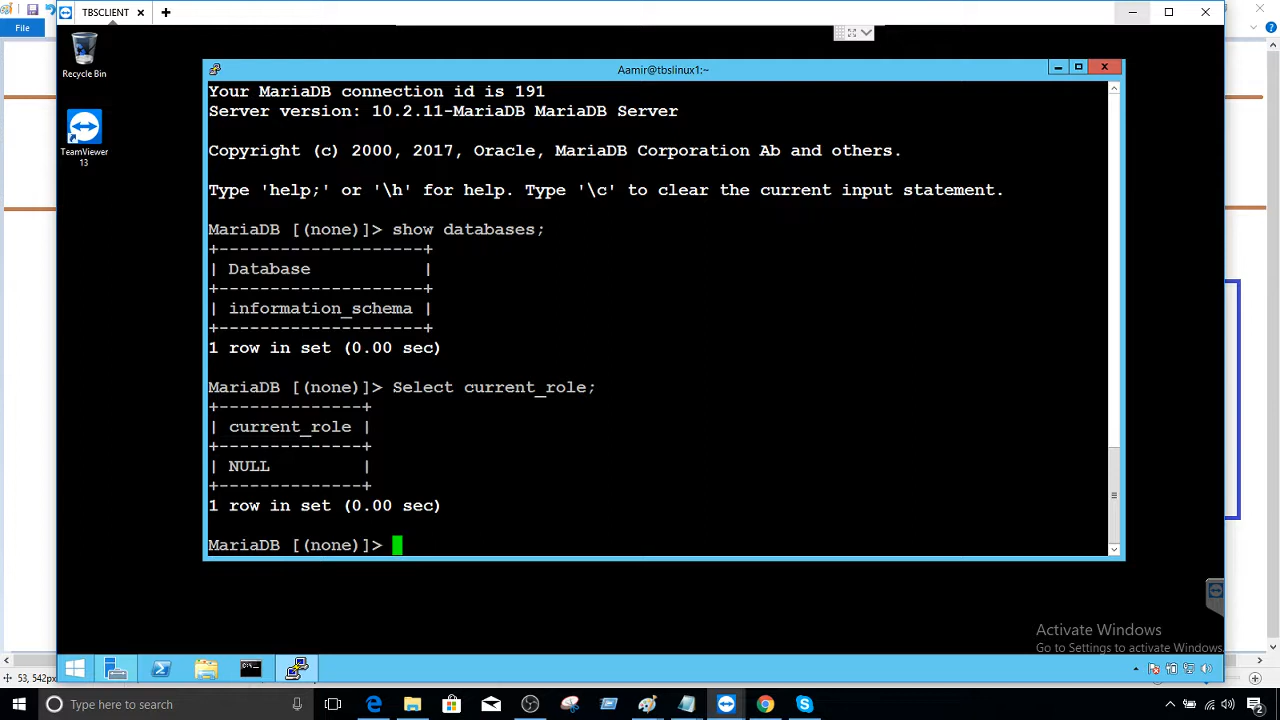 TBSCLIENT
File
Recycle Bin
TeamViewer
13
Aamir@tbslinux1:~
Your MariaDB connection id is 191
Server version: 10.2.11-MariaDB MariaDB Server
Copyright (c) 2000, 2017, Oracle, MariaDB Corporation Ab and others.
Type 'help;' or '\h' for help. Type '\c' to clear the current input statement.
MariaDB [(none)]> show databases;
+--------------------+
| Database           |
+--------------------+
| information_schema |
+--------------------+
1 row in set (0.00 sec)
MariaDB [(none)]> Select current_role;
+--------------+
| current_role |
+--------------+
| NULL         |
+--------------+
1 row in set (0.00 sec)
MariaDB [(none)]>
Activate Windows
Go to Settings to activate Windows.
53, 542px
Type here to search
2